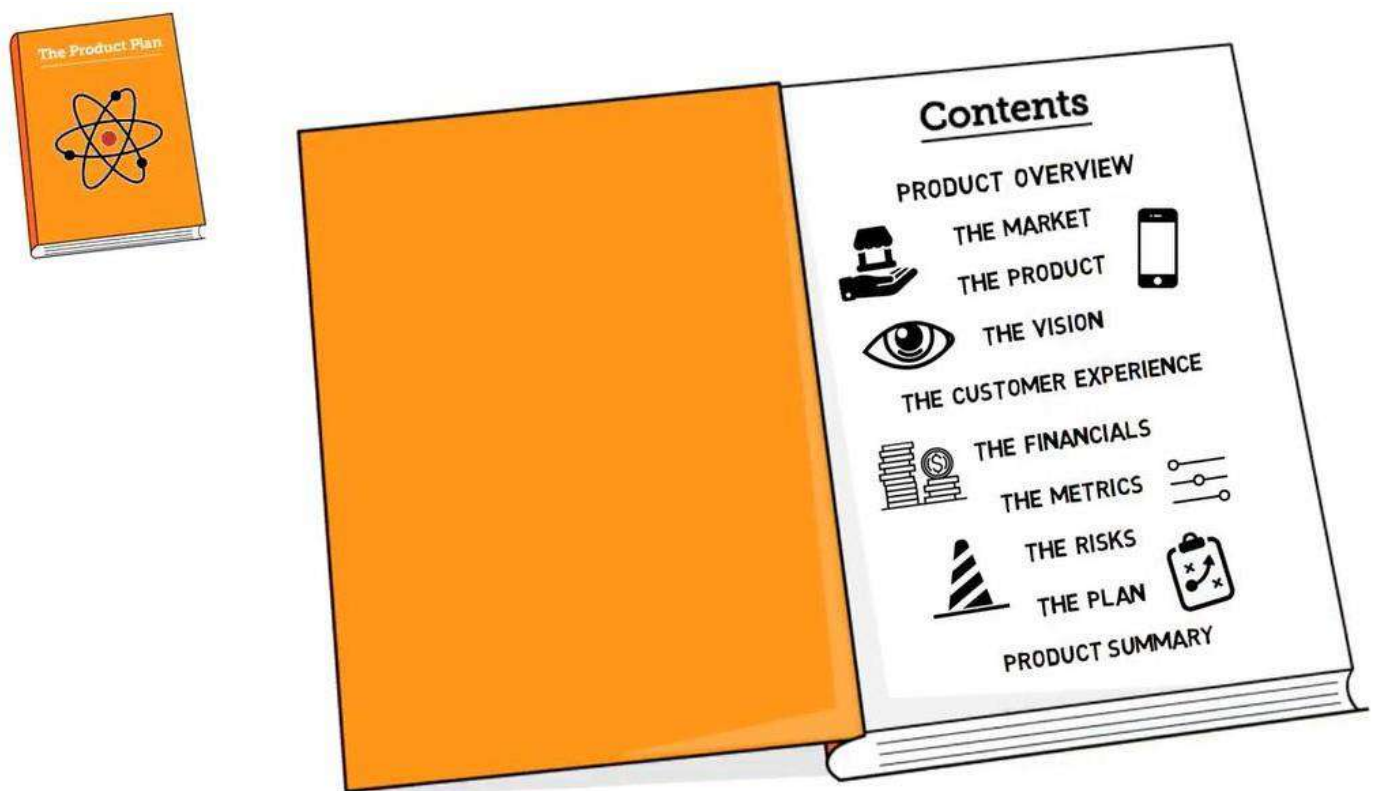 The Product Plan
Contents
PRODUCT OVERVIEW
THE MARKET
THE PRODUCT
THE VISION
THE CUSTOMER EXPERIENCE
THE FINANCIALS
THE METRICS
THE RISKS
THE PLAN
PRODUCT SUMMARY